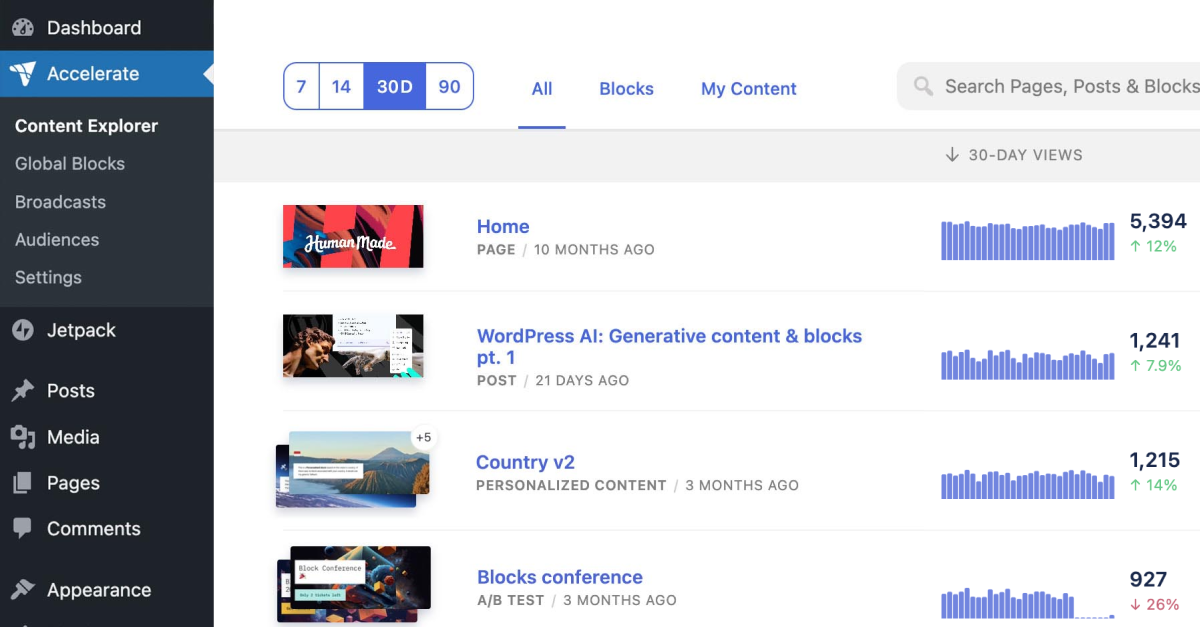 Dashboard
Accelerate
Content Explorer
Global Blocks
Broadcasts
Audiences
Settings
Jetpack
Posts
Media
Pages
Comments
Appearance
7 14 30D 90
All Blocks My Content
Search Pages, Posts & Blocks
↓ 30-DAY VIEWS
Human Made
Home
PAGE / 10 MONTHS AGO
5,394
↑ 12%
WordPress AI: Generative content & blocks
pt. 1
POST / 21 DAYS AGO
1,241
↑ 7.9%
+5
Country v2
PERSONALIZED CONTENT / 3 MONTHS AGO
1,215
↑ 14%
Block Conference
Only 2 tickets left
Blocks conference
A/B TEST / 3 MONTHS AGO
927
↓ 26%